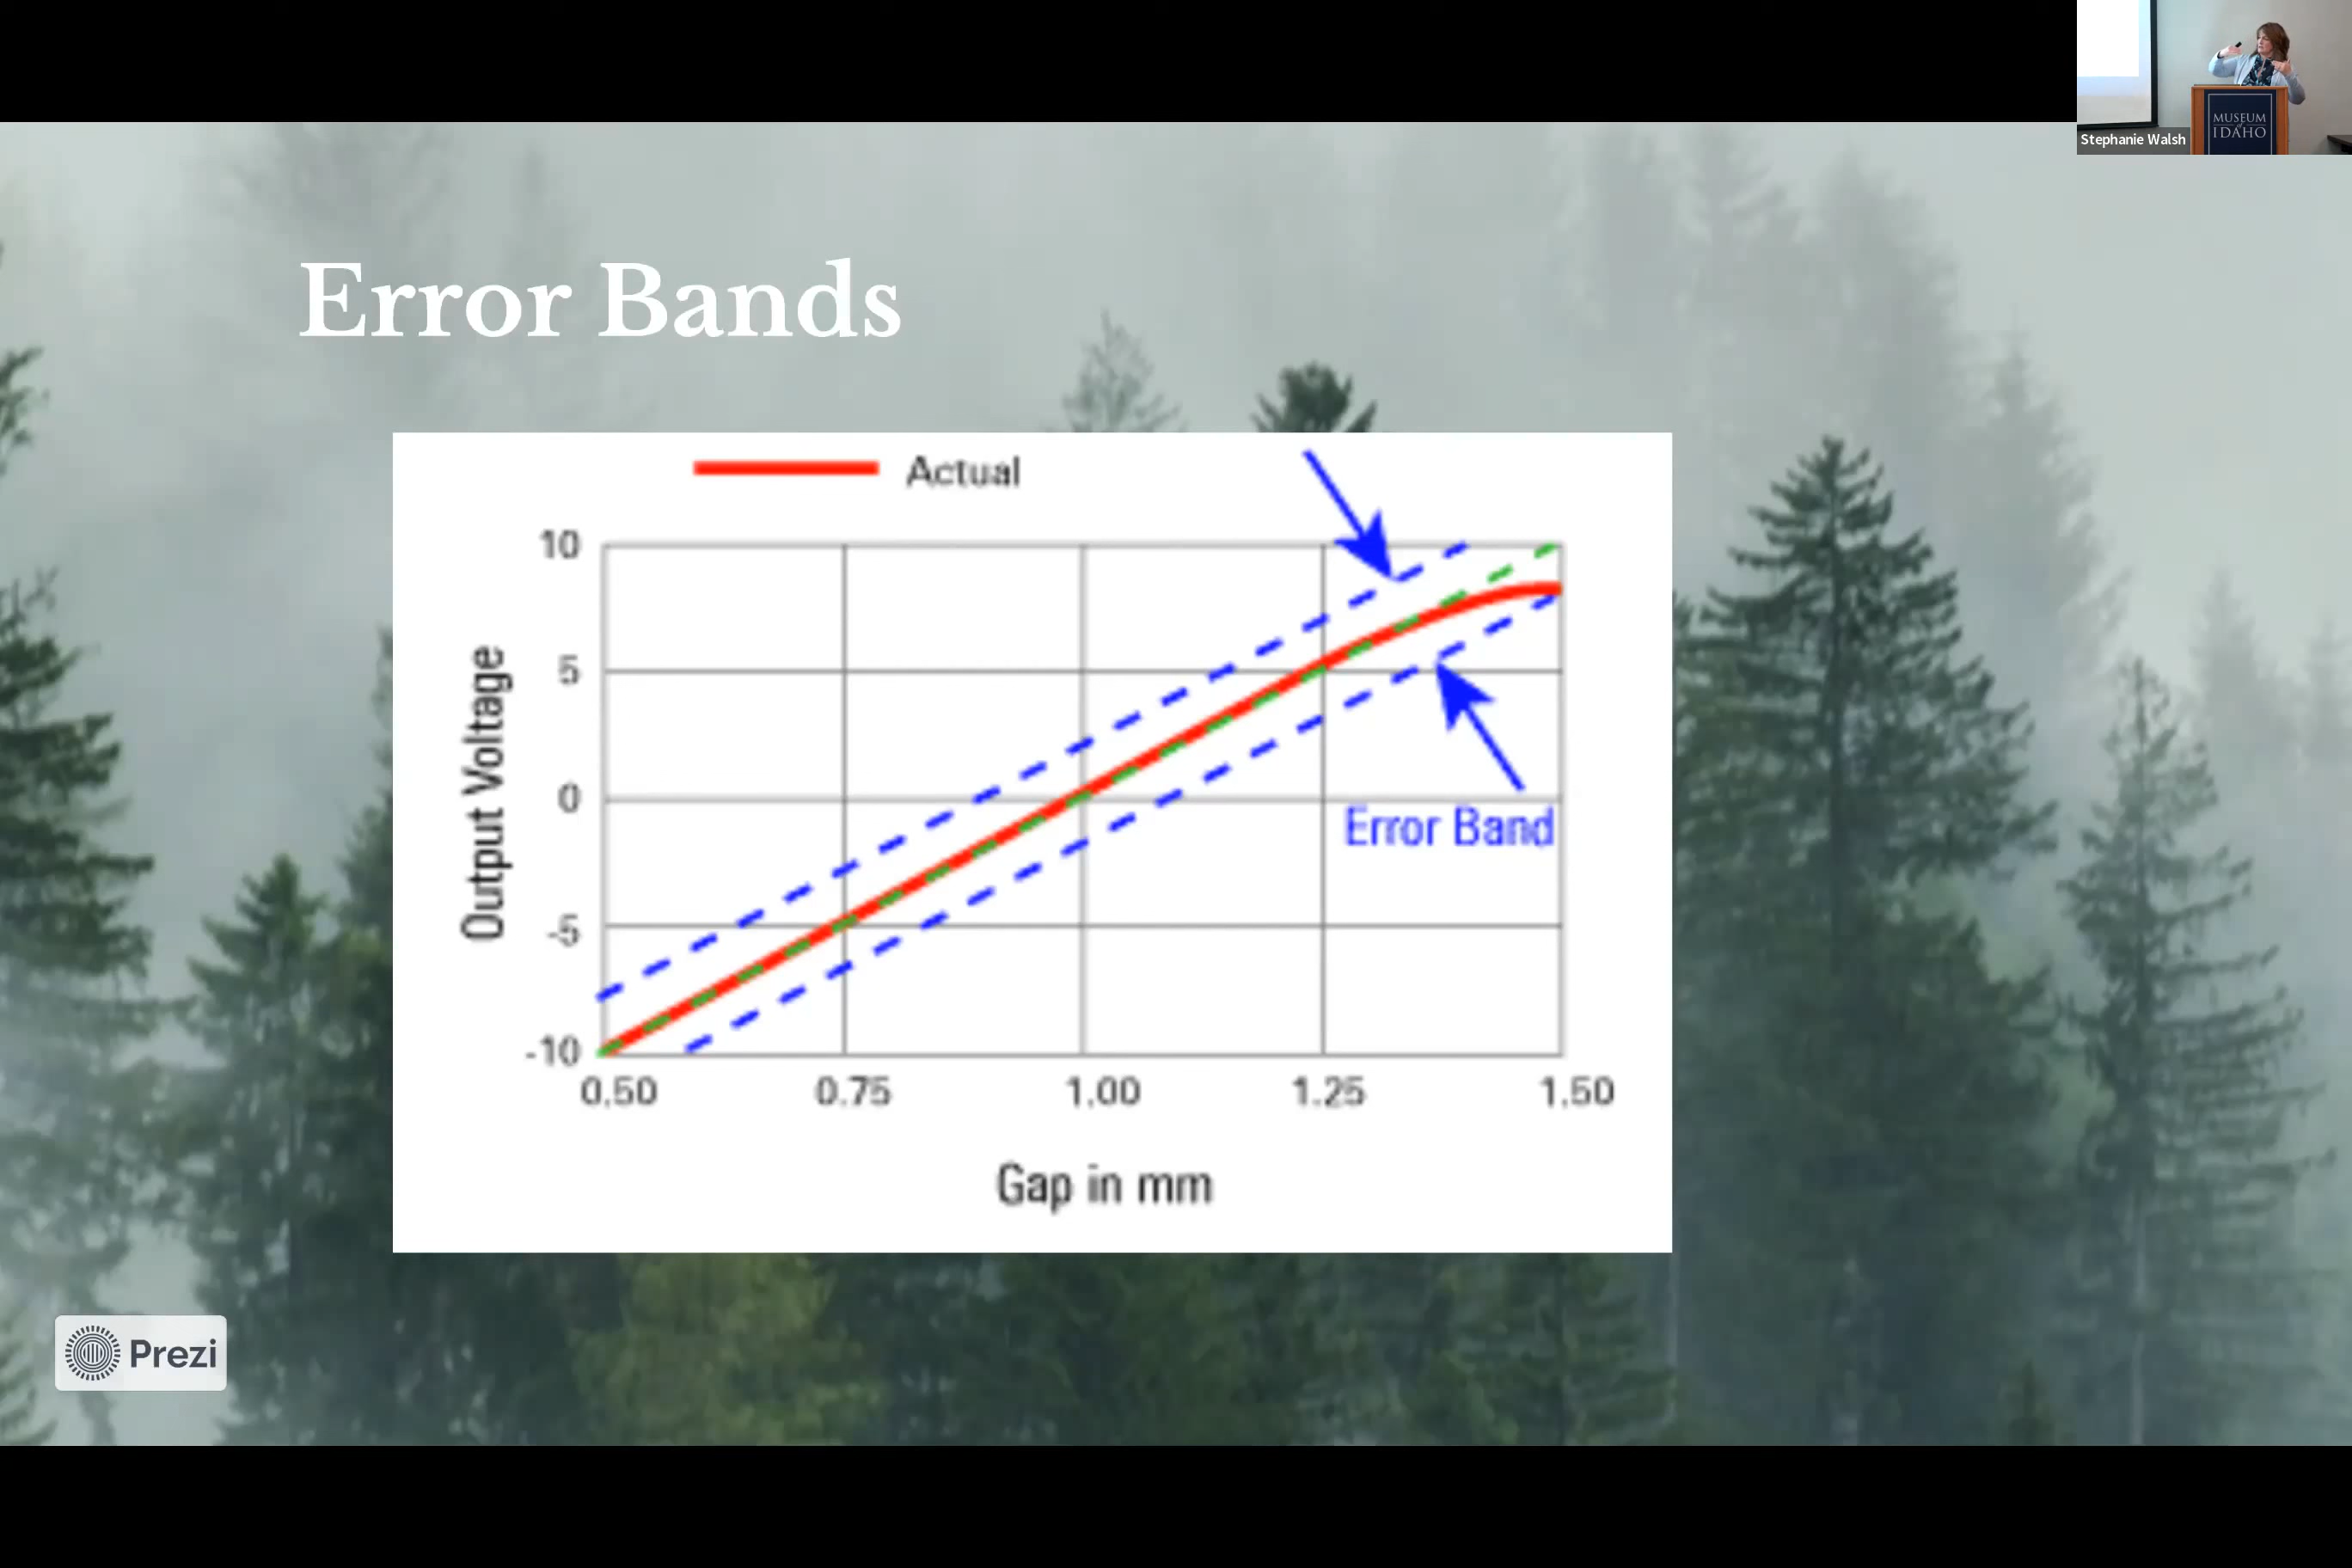 Stephanie Walsh
MUSEUM
of
IDAHO
Error Bands
Actual
10
5
0
-5
-10
Output Voltage
Error Band
0.50 0.75 1.00 1.25 1.50
Gap in mm
Prezi